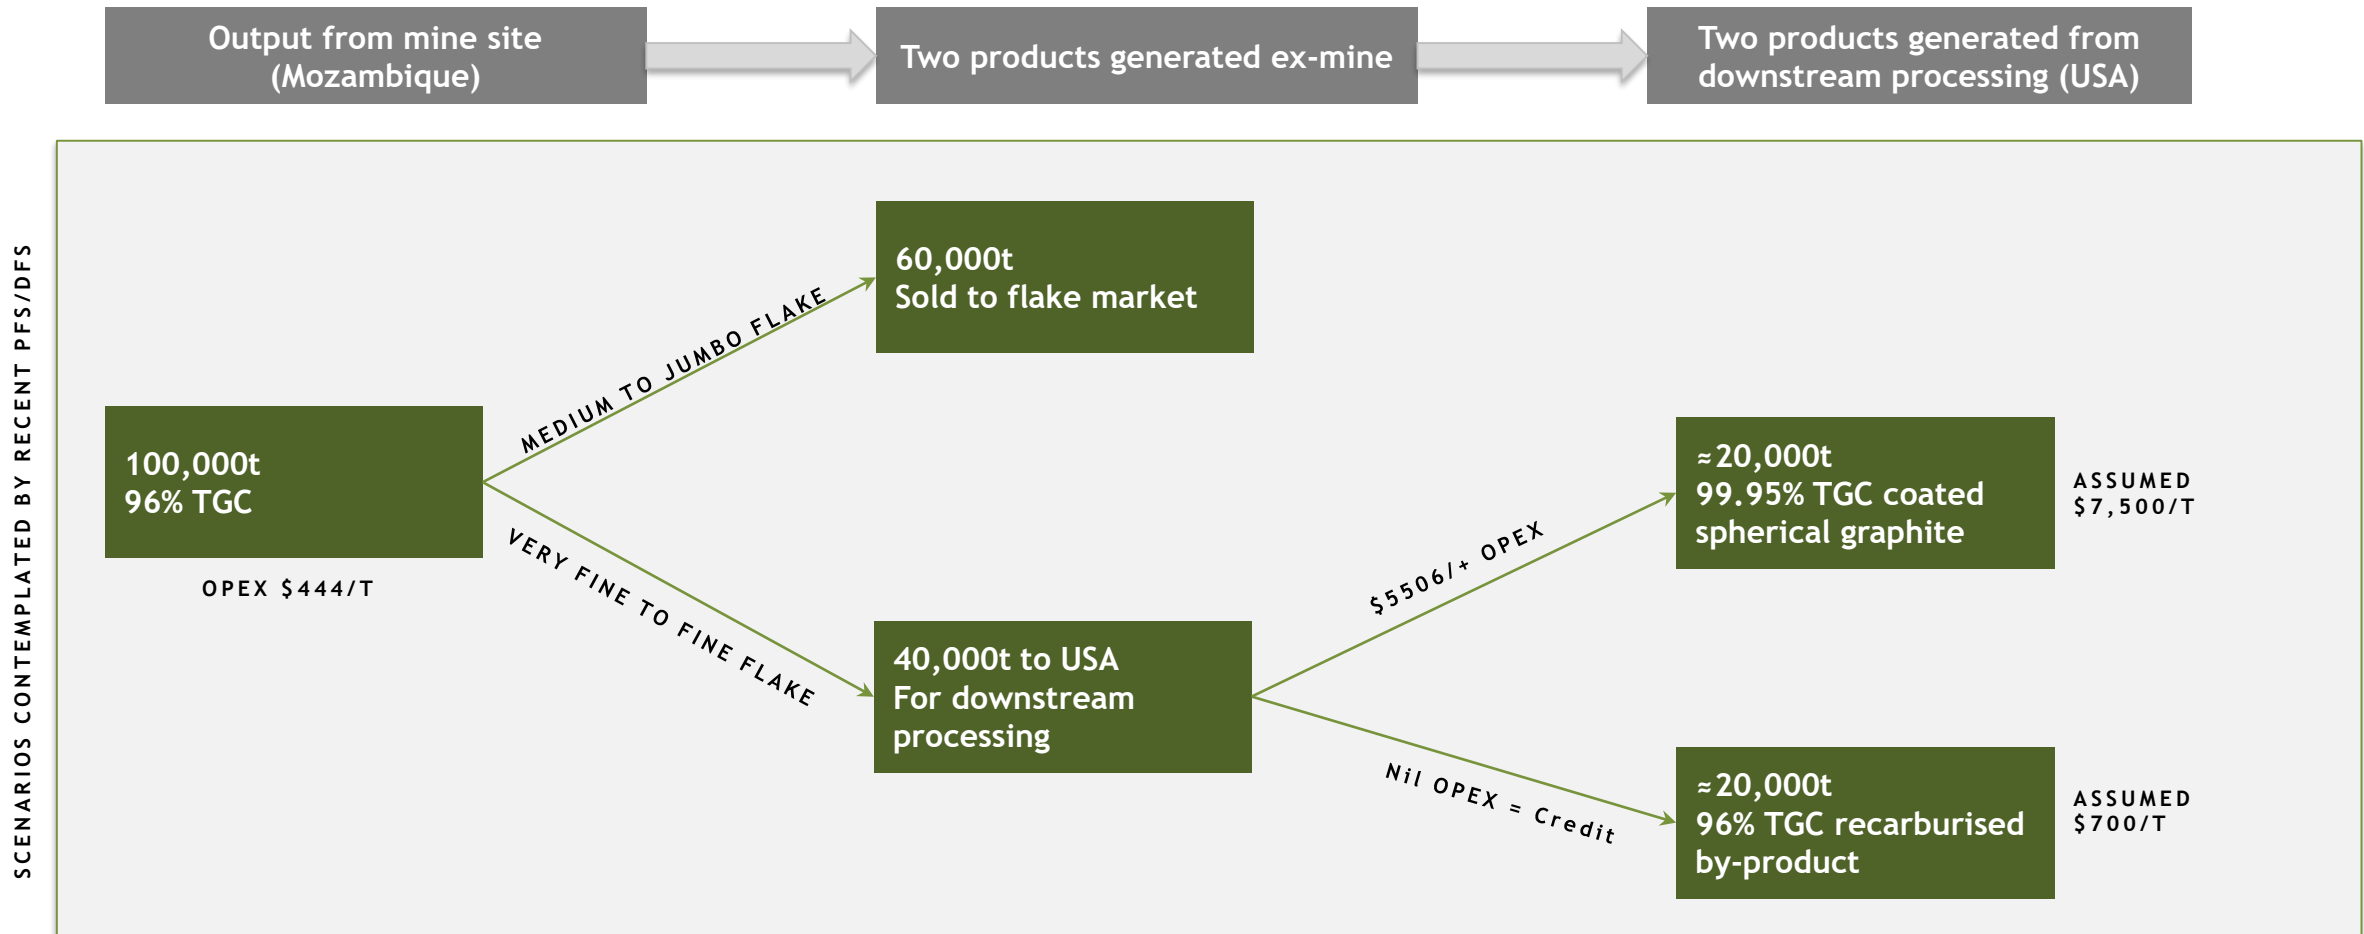 Output from mine site
(Mozambique)
Two products generated ex-mine
Two products generated from
downstream processing (USA)
SCENARIOS CONTEMPLATED BY RECENT PFS/DFS
100,000t
96% TGC
OPEX $444/T
MEDIUM TO JUMBO FLAKE
VERY FINE TO FINE FLAKE
60,000t
Sold to flake market
40,000t to USA
For downstream
processing
$5506/+ OPEX
Nil OPEX = Credit
≈20,000t
99.95% TGC coated
spherical graphite
ASSUMED
$7,500/T
≈20,000t
96% TGC recarburised
by-product
ASSUMED
$700/T